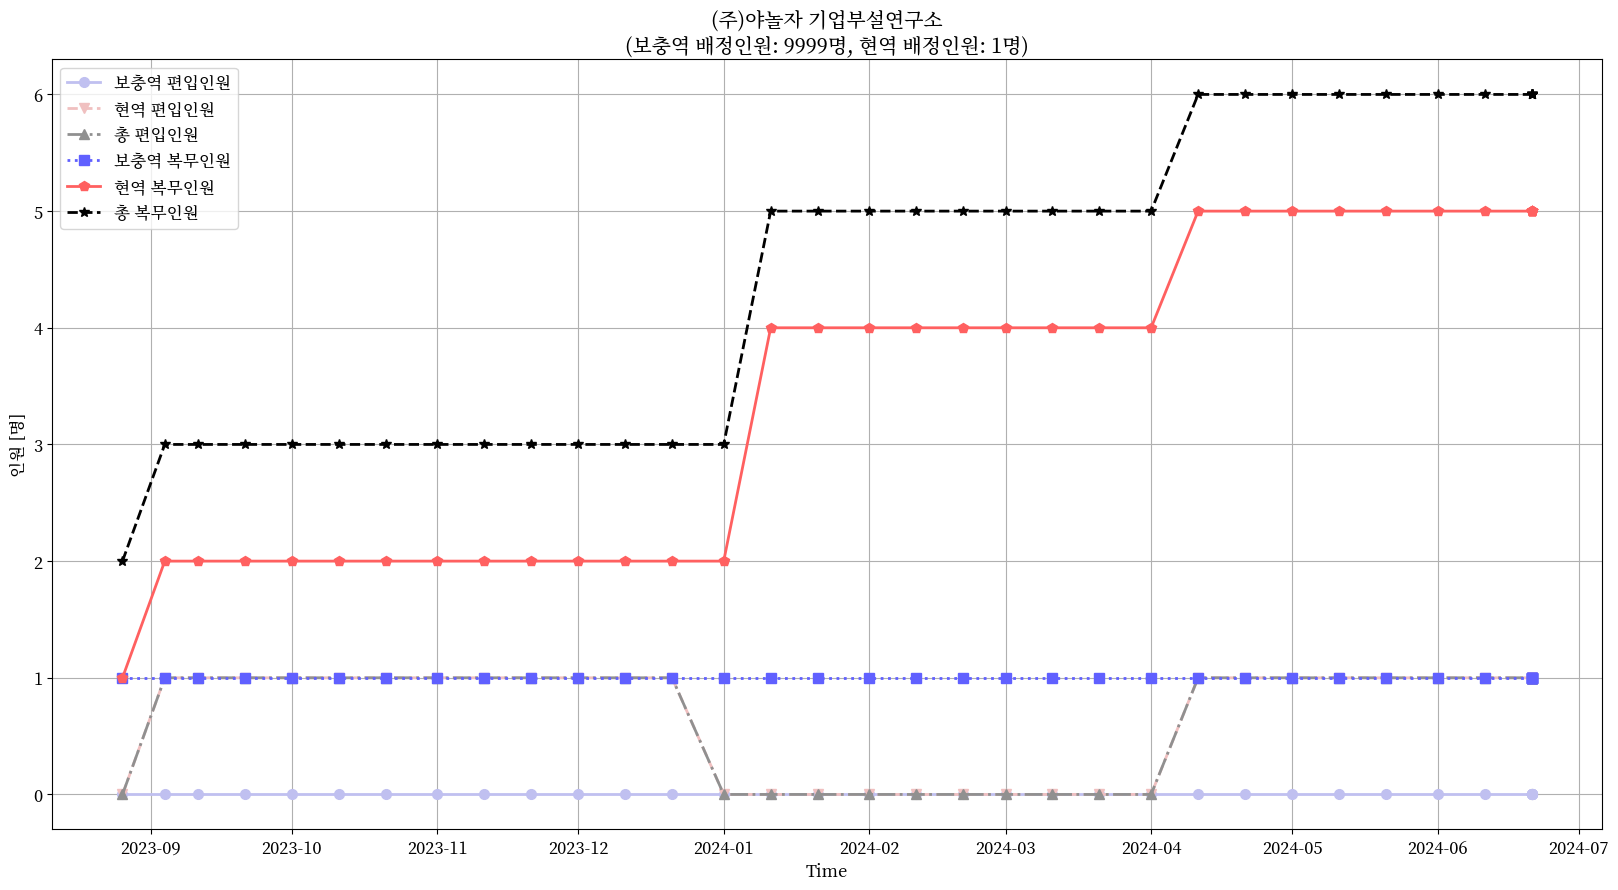 (주)야놀자 기업부설연구소
(보충역 배정인원: 9999명, 현역 배정인원: 1명)
보충역 편입인원
현역 편입인원
총 편입인원
보충역 복무인원
현역 복무인원
총 복무인원
인원 [명]
6
5
4
3
2
1
0
2023-09 2023-10 2023-11 2023-12 2024-01 2024-02 2024-03 2024-04 2024-05 2024-06 2024-07
Time